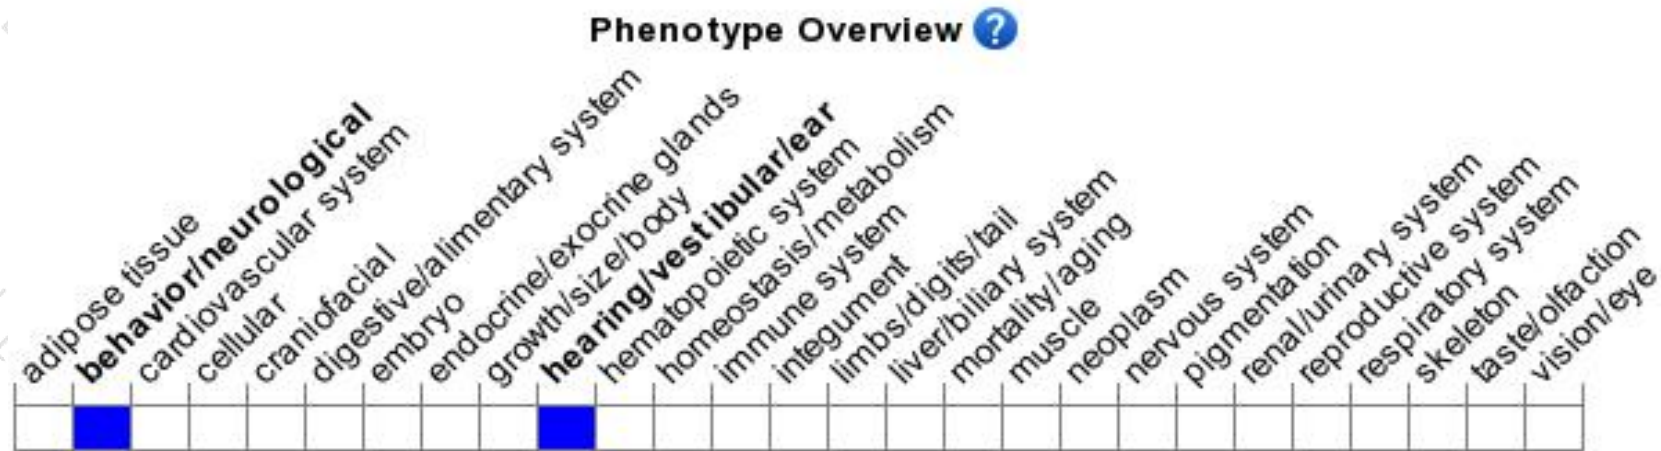 Phenotype Overview ?
adipose tissue
behavior/neurological
cardiovascular system
cellular
craniofacial
digestive/alimentary system
embryo
endocrine/exocrine glands
growth/size/body
hearing/vestibular/ear
hematopoietic system
homeostasis/metabolism
immune system
integument
limbs/digits/tail
liver/biliary system
mortality/aging
muscle
neoplasm
nervous system
pigmentation
renal/urinary system
reproductive system
respiratory system
skeleton
taste/olfaction
vision/eye